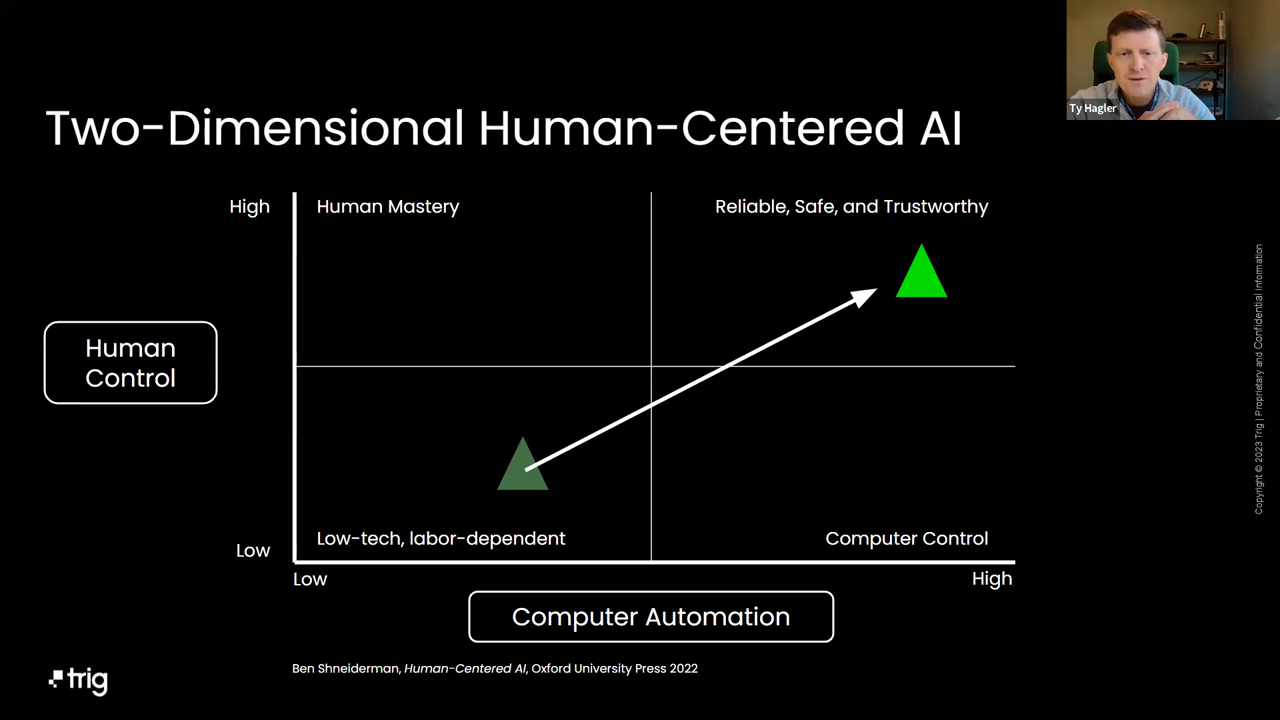 Ty Hagler
Two-Dimensional Human-Centered AI
High
Human Mastery
Reliable, Safe, and Trustworthy
Human
Control
Low-tech, labor-dependent
Computer Control
Low
Low
High
Computer Automation
Ben Shneiderman, Human-Centered AI, Oxford University Press 2022
trig
Copyright © 2023 Trig | Proprietary and Confidential Information